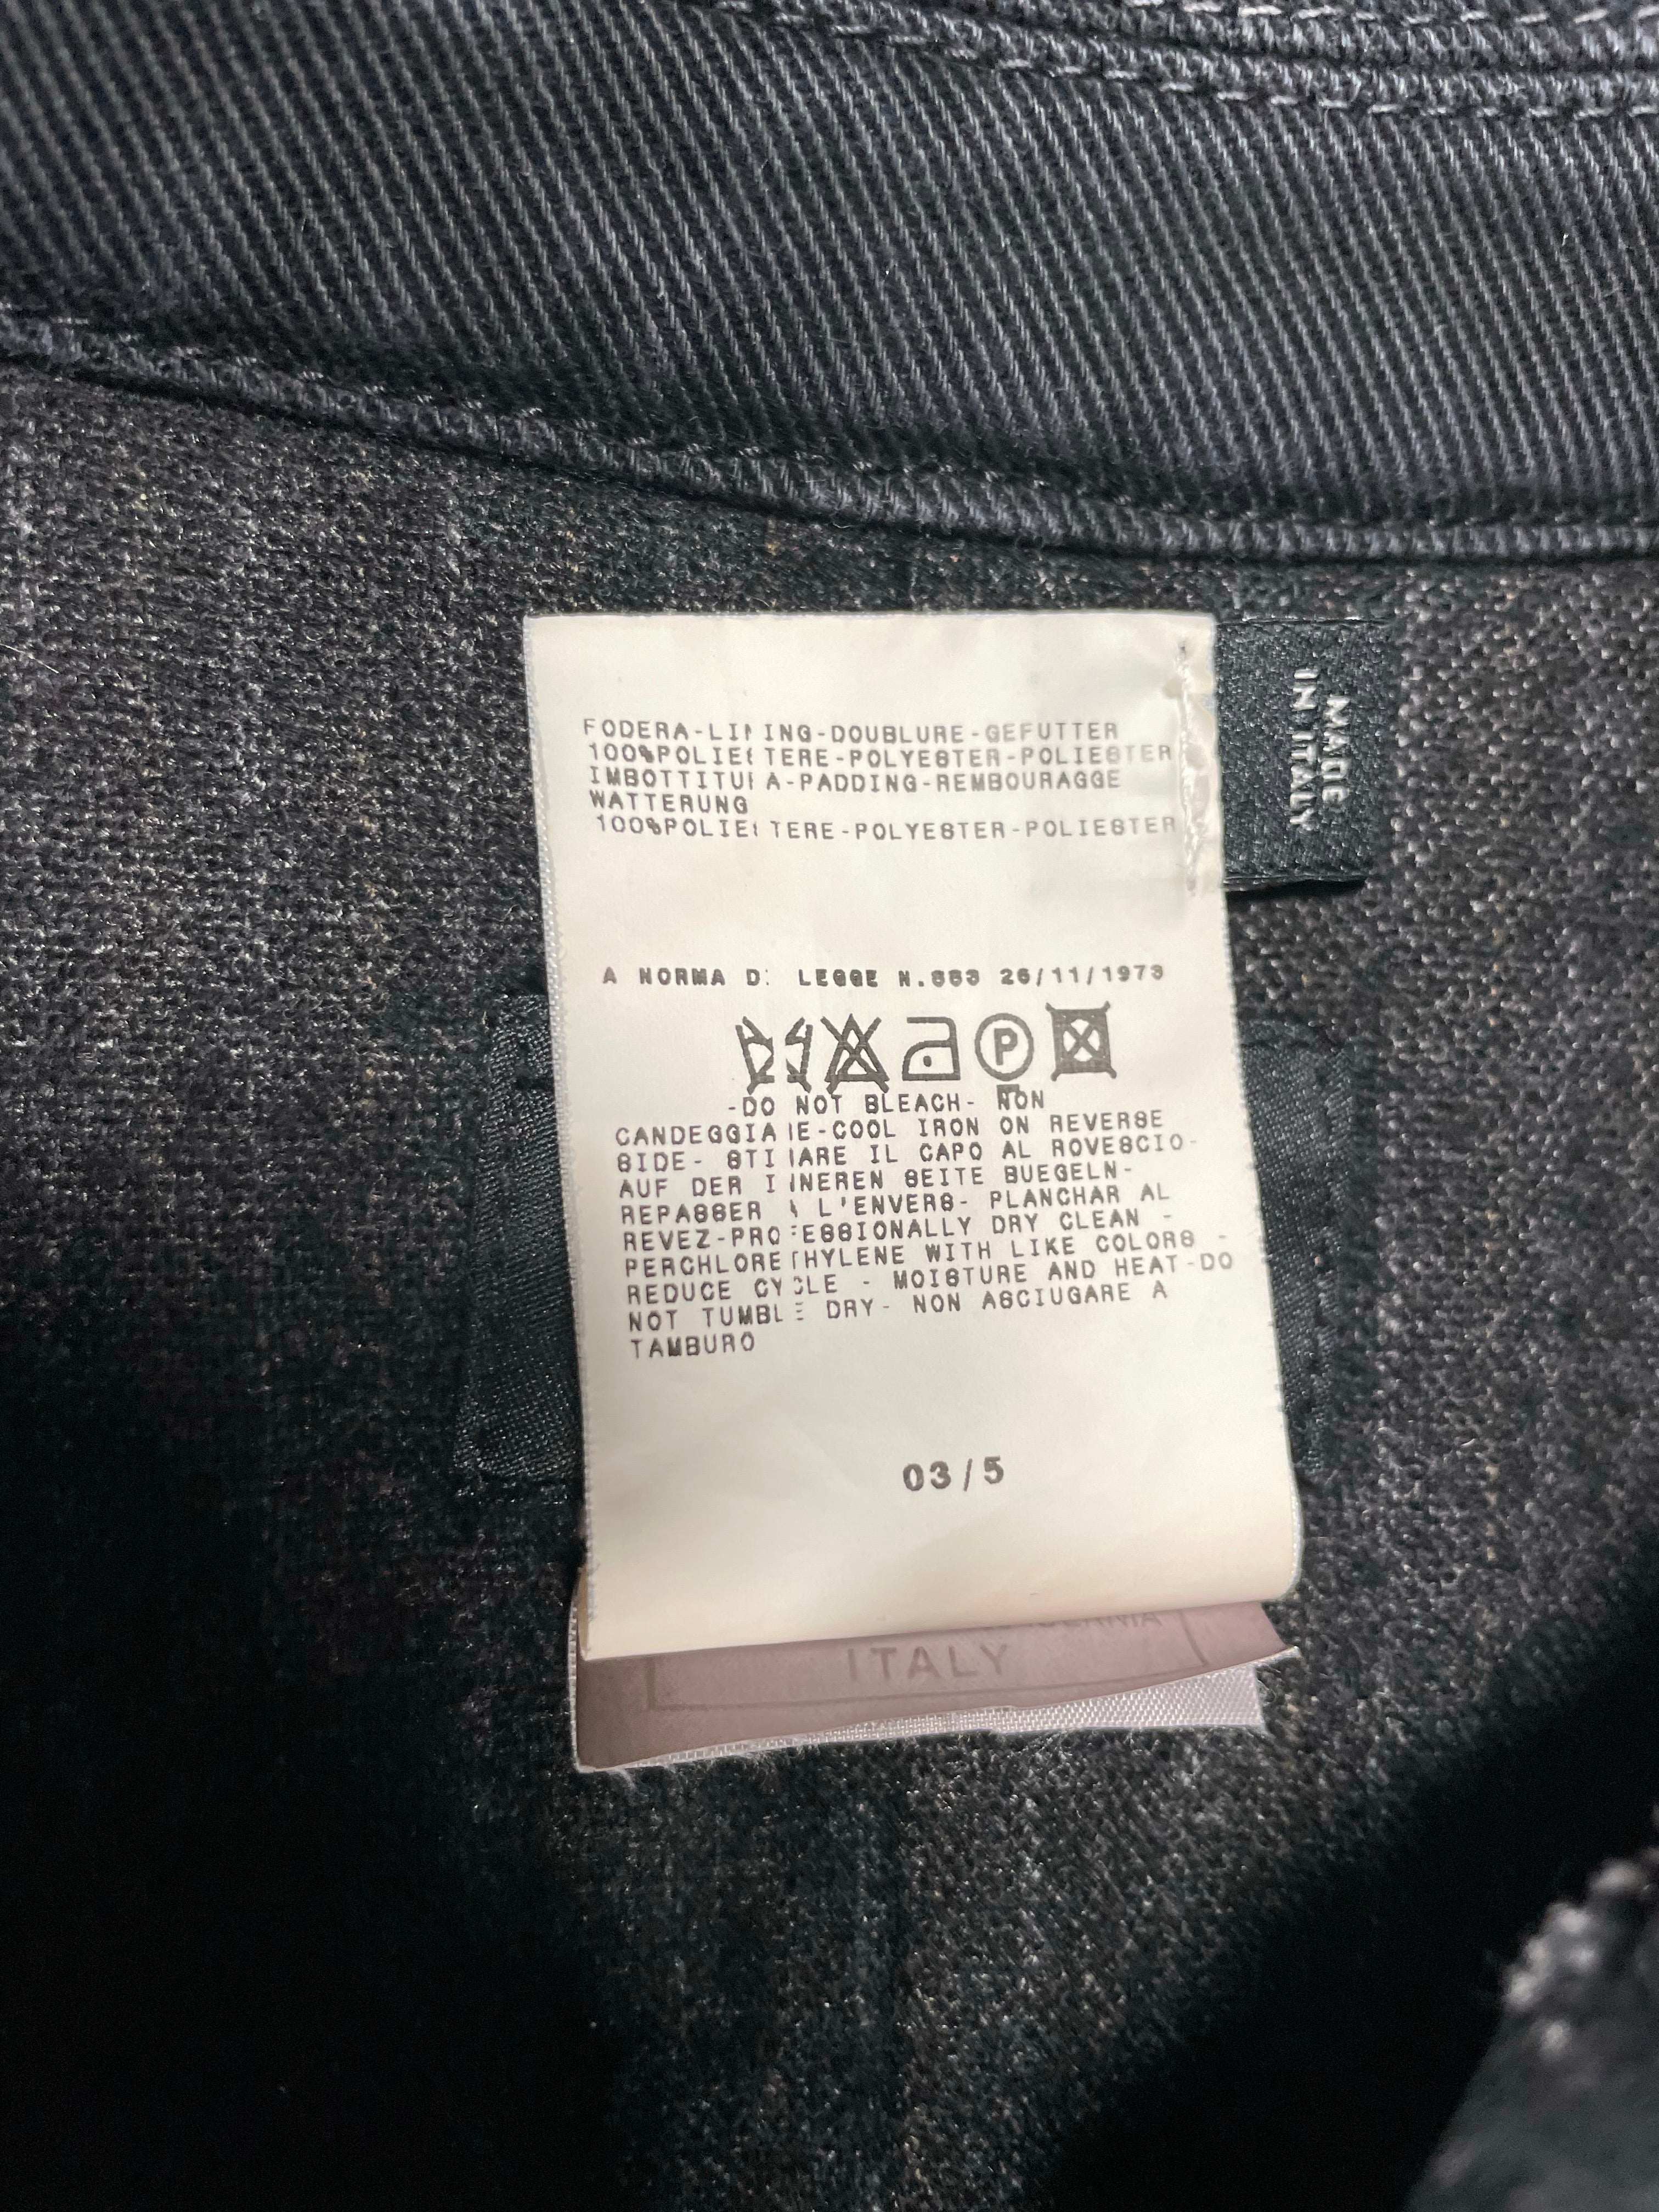 FODERA-LINING-DOUBLURE-GEFUTTER
100%POLIESTERE-POLYESTER-POLIESTER
IMBOTTITURA-PADDING-REMBOURAGGE
WATTERUNG
100%POLIESTERE-POLYESTER-POLIESTER
MADE
IN ITALY
A NORMA DI LEGGE N.883 26/11/1973
P
-DO NOT BLEACH- NON
CANDEGGIARE-COOL IRON ON REVERSE
SIDE- STIRARE IL CAPO AL ROVESCIO-
AUF DER INNEREN SEITE BUEGELN-
REPASSER A L'ENVERS- PLANCHAR AL
REVEZ-PROFESSIONALLY DRY CLEAN -
PERCHLORETHYLENE WITH LIKE COLORS -
REDUCE CYCLE - MOISTURE AND HEAT-DO
NOT TUMBLE DRY- NON ASCIUGARE A
TAMBURO
03/5
ITALY